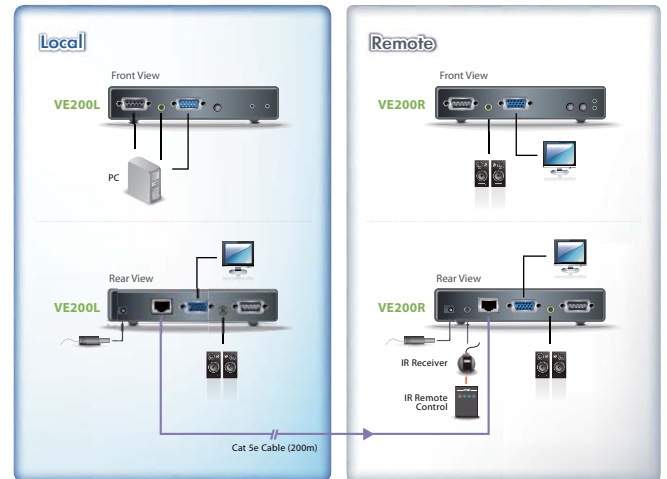 Local
Front View
VE200L
PC
Rear View
VE200L
Cat 5e Cable (200m)
Remote
Front View
VE200R
Rear View
VE200R
IR Receiver
IR Remote
Control